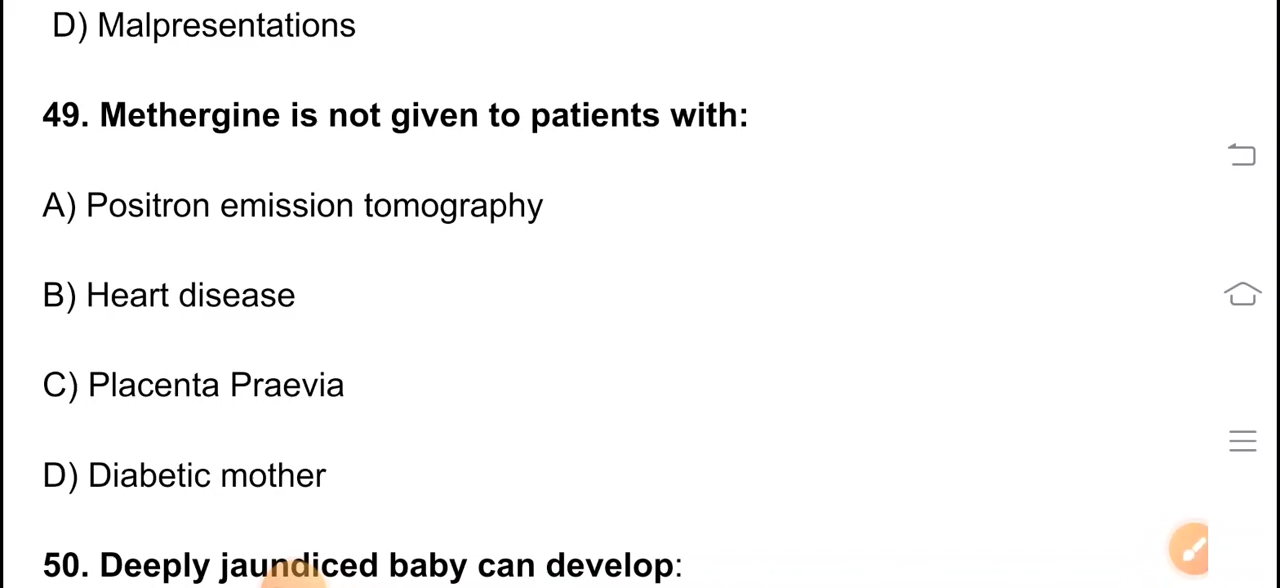 D) Malpresentations
49. Methergine is not given to patients with:
A) Positron emission tomography
B) Heart disease
C) Placenta Praevia
D) Diabetic mother
50. Deeply jaundiced baby can develop: